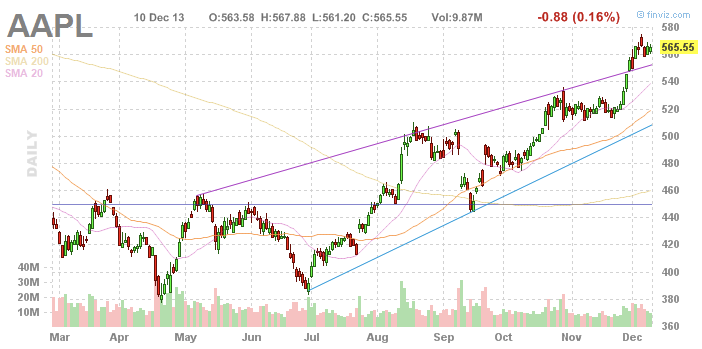 AAPL
10 Dec 13 O:563.58 H:567.88 L:561.20 C:565.55 Vol:9.87M -0.88 (0.16%)
© finviz.com
SMA 50
SMA 200
SMA 20
DAILY
580
565.55
560
540
520
500
480
460
440
420
400
380
360
40M
30M
20M
10M
Mar Apr May Jun Jul Aug Sep Oct Nov Dec